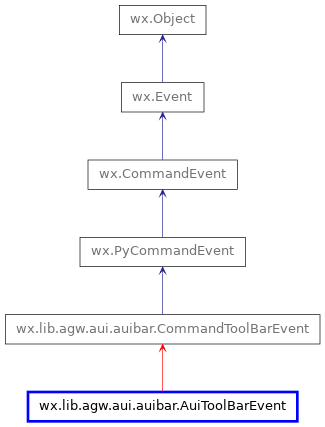 wx.Object
wx.Event
wx.CommandEvent
wx.PyCommandEvent
wx.lib.agw.aui.auibar.CommandToolBarEvent
wx.lib.agw.aui.auibar.AuiToolBarEvent